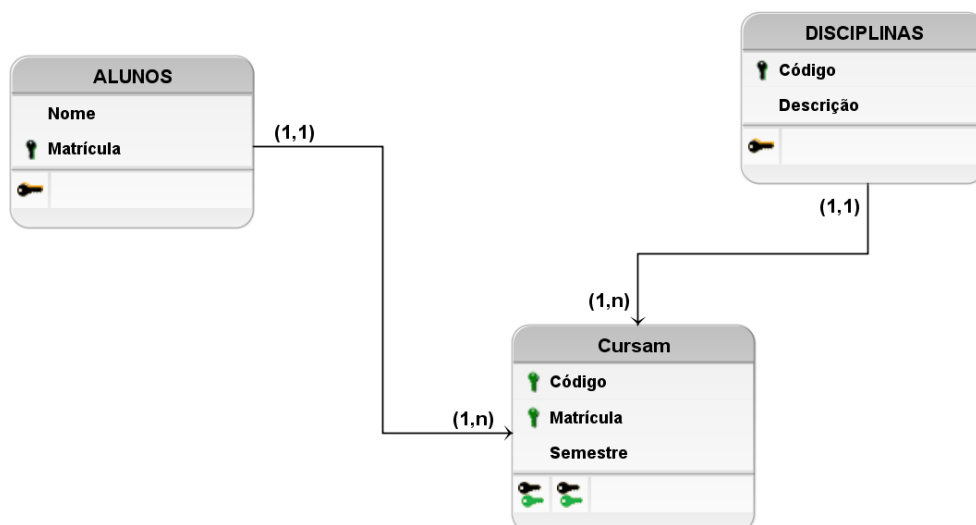 ALUNOS
Nome
Matrícula
(1,1)
DISCIPLINAS
Código
Descrição
(1,1)
(1,n)
(1,n)
Cursam
Código
Matrícula
Semestre